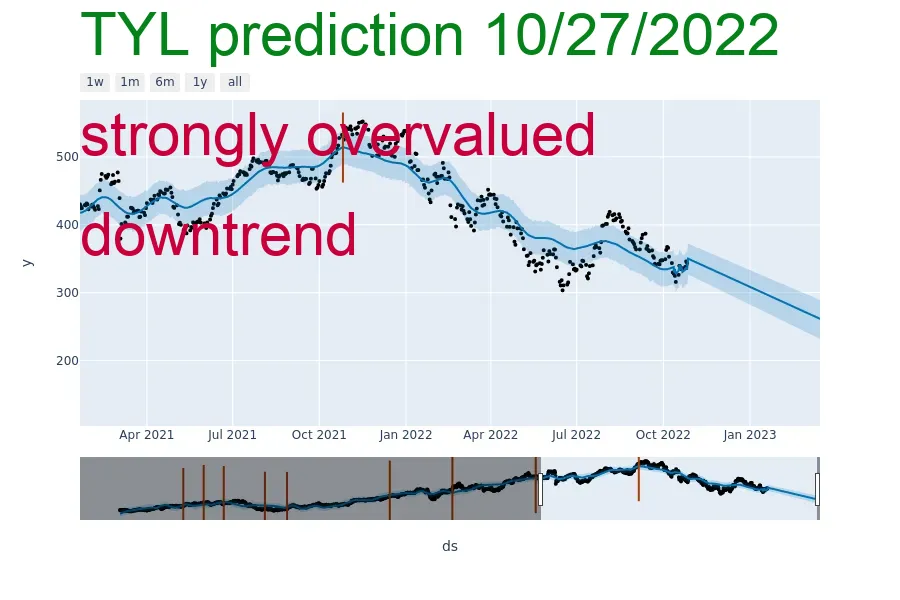 TYL prediction 10/27/2022
1w 1m 6m 1y all
strongly overvalued
500
downtrend
400
y
300
200
Apr 2021 Jul 2021 Oct 2021 Jan 2022 Apr 2022 Jul 2022 Oct 2022 Jan 2023
ds